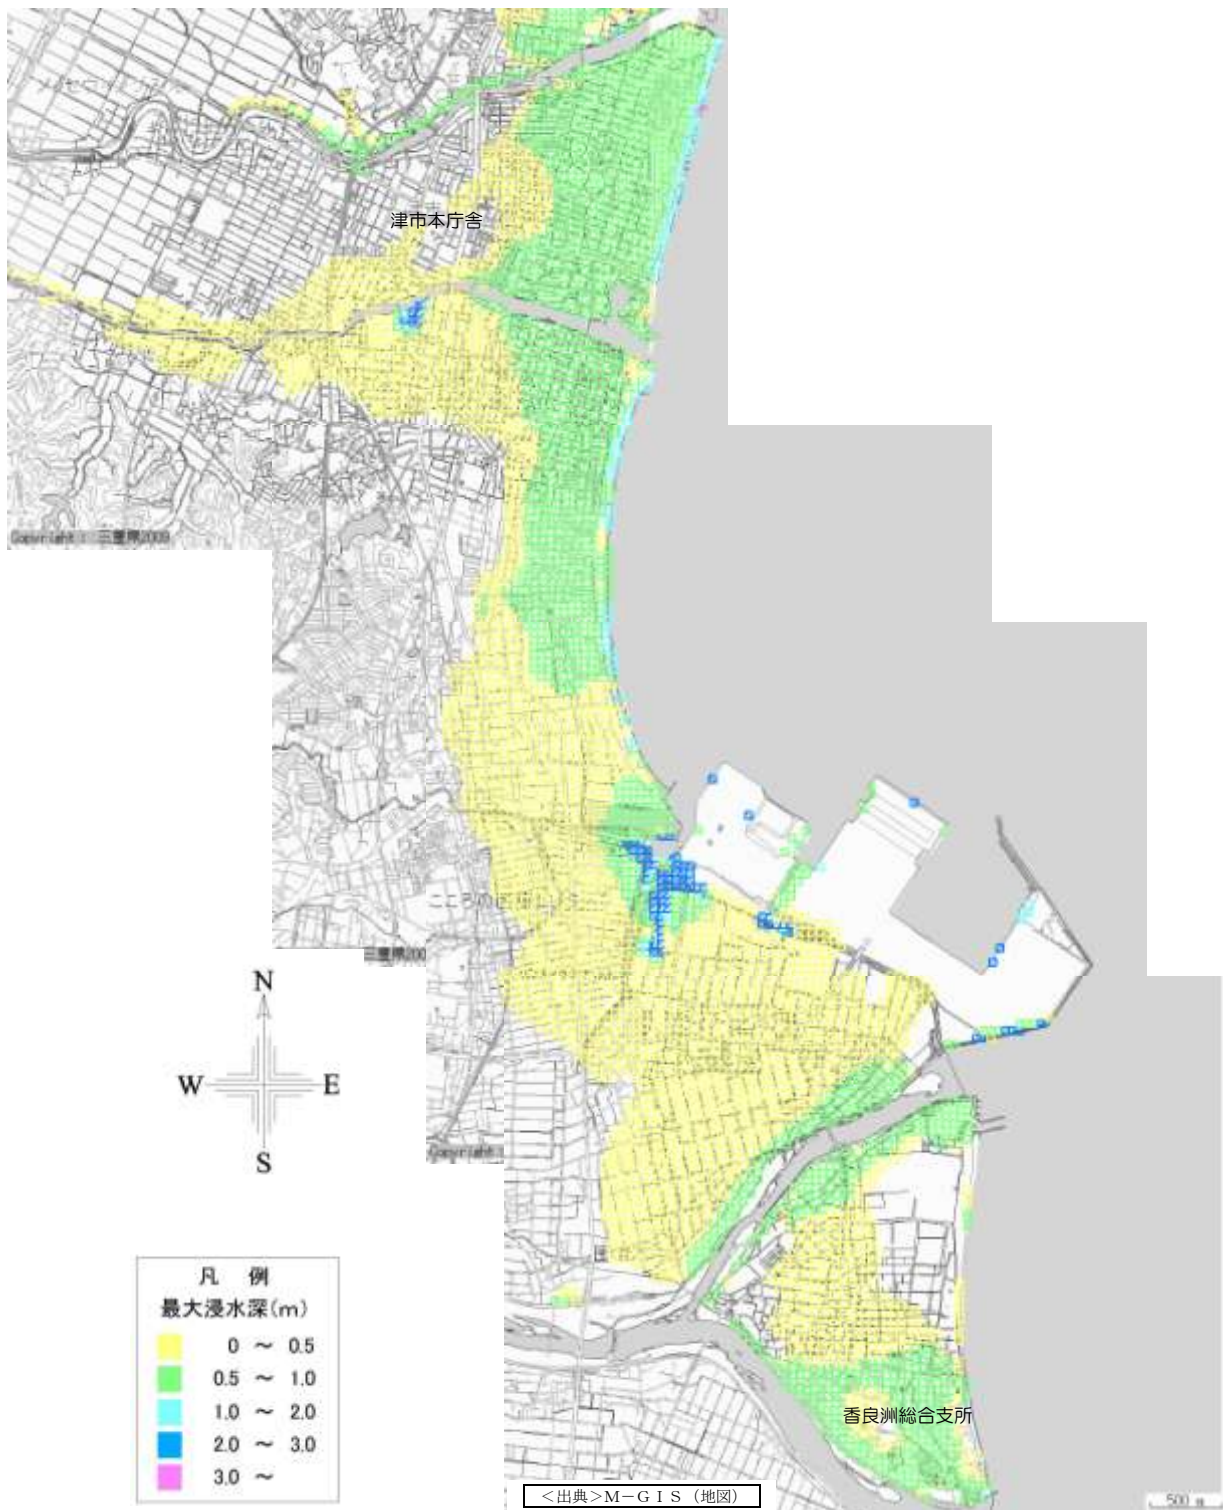 津市本庁舎
Copyright : 三重県2009
三重県200
N
W
E
S
Copyright :
凡 例
最大浸水深(m)
0 ～ 0.5
0.5 ～ 1.0
1.0 ～ 2.0
2.0 ～ 3.0
3.0 ～
香良洲総合支所
＜出典＞M－GIS（地図）
500 m